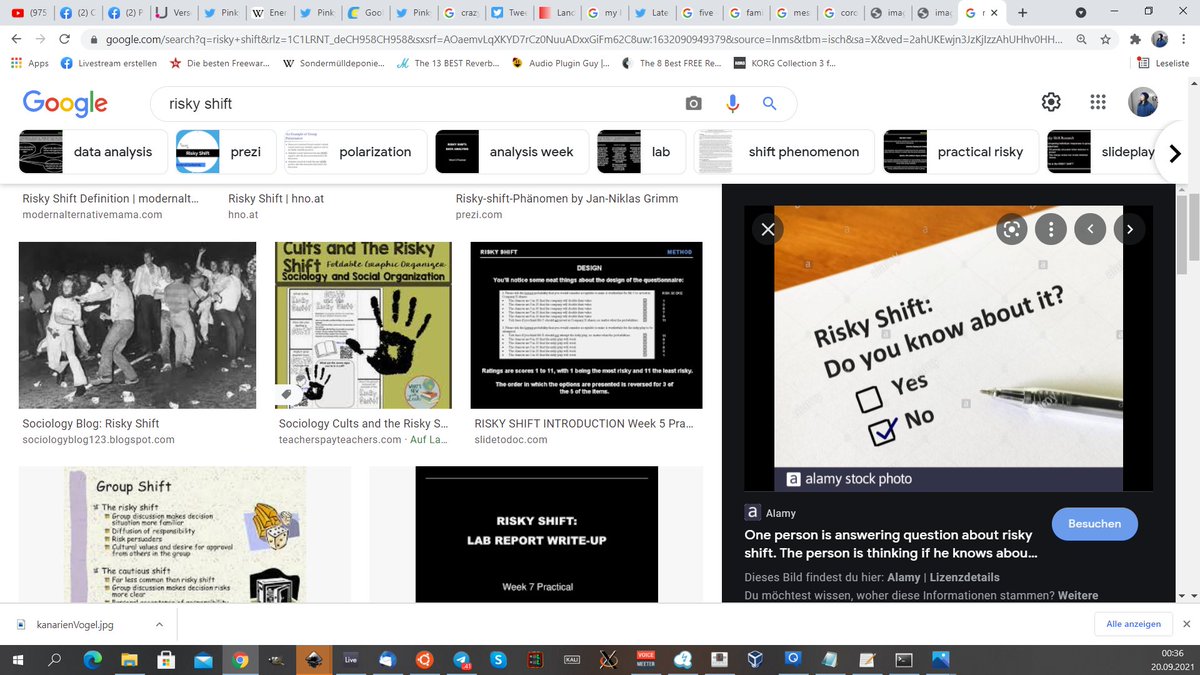 (975
(2) C
(2) F
Vers
Pink
Ener
Pink
Goo
Pink
craz
Twe
Lanc
my l
Late
five
fam
mes
corc
imag
imag
r
google.com/search?q=risky+shift&rlz=1C1LRNT_deCH958CH958&sxsrf=AOaemvLqXKYD7rCz0NuuADxxGiFm62C8uw:1632090949379&source=lnms&tbm=isch&sa=X&ved=2ahUKEwjn3JzKjIzzAhUHhv0HH...
Apps
Livestream erstellen
Die besten Freewar...
Sondermülldeponie...
The 13 BEST Reverb...
Audio Plugin Guy |...
The 8 Best FREE Re...
KORG Collection 3 f...
Leseliste
Google
risky shift
data analysis
Risky Shift
prezi
polarization
analysis week
lab
shift phenomenon
practical risky
slideplay
Risky Shift Definition | modernalt...
modernalternativemama.com
Risky Shift | hno.at
hno.at
Risky-shift-Phänomen by Jan-Niklas Grimm
prezi.com
Sociology Blog: Risky Shift
sociologyblog123.blogspot.com
Cults and The Risky
Shift Foldable Graphic Organizer
Sociology and Social Organization
Sociology Cults and the Risky S...
teacherspayteachers.com · Auf La...
RISKY SHIFT
METHOD
DESIGN
You'll notice some neat things about the design of the questionnaire:
Ratings are scores 1 to 11, with 1 being the most risky and 11 the least risky.
The order in which the options are presented is reversed for 3 of
the 5 of the items.
RISKY SHIFT INTRODUCTION Week 5 Pra...
slidetodoc.com
Group Shift
The risky shift
Group discussion makes decision
situation more familiar
Diffusion of responsibility
Risk persuaders
Cultural values and desire for approval
from others in the group
The cautious shift
Far less common than risky shift
Group discussion makes decision risks
more clear
RISKY SHIFT:
LAB REPORT WRITE-UP
Week 7 Practical
Risky Shift:
Do you know about it?
Yes
No
a alamy stock photo
a Alamy
One person is answering question about risky
shift. The person is thinking if he knows abou...
Besuchen
Dieses Bild findest du hier: Alamy | Lizenzdetails
Du möchtest wissen, woher diese Informationen stammen? Weitere
kanarienVogel.jpg
Alle anzeigen
Live
41
KALI
VOICE
MEETER
00:36
20.09.2021